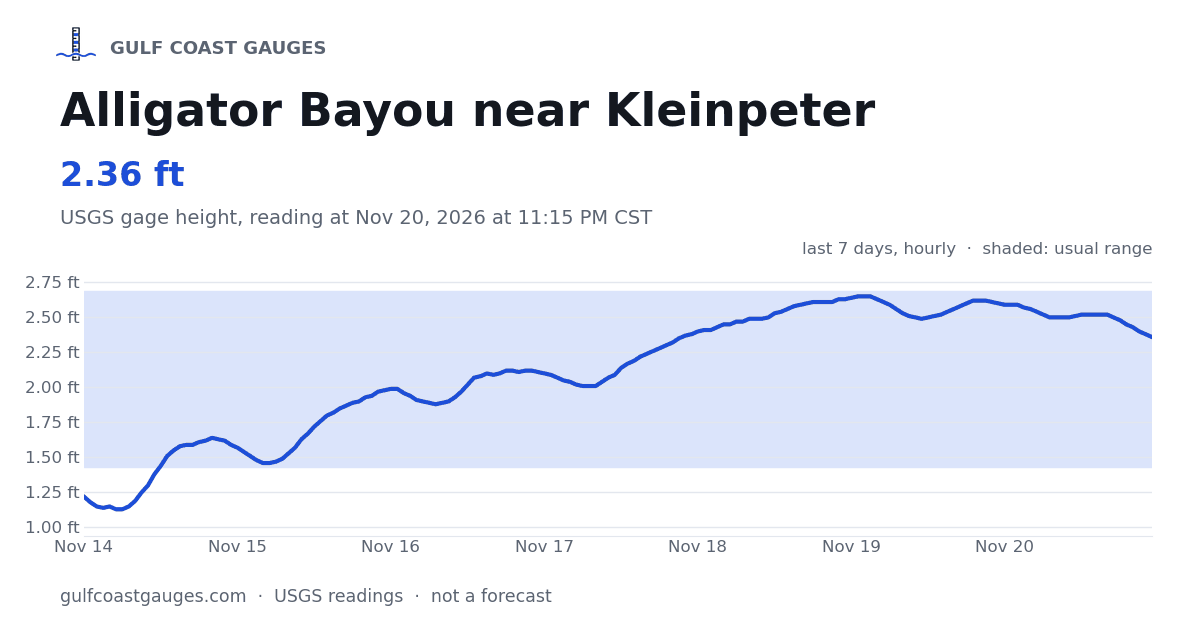 GULF COAST GAUGES
Alligator Bayou near Kleinpeter
2.36 ft
USGS gage height, reading at Nov 20, 2026 at 11:15 PM CST
last 7 days, hourly · shaded: usual range
2.75 ft
2.50 ft
2.25 ft
2.00 ft
1.75 ft
1.50 ft
1.25 ft
1.00 ft
Nov 14 Nov 15 Nov 16 Nov 17 Nov 18 Nov 19 Nov 20
gulfcoastgauges.com · USGS readings · not a forecast